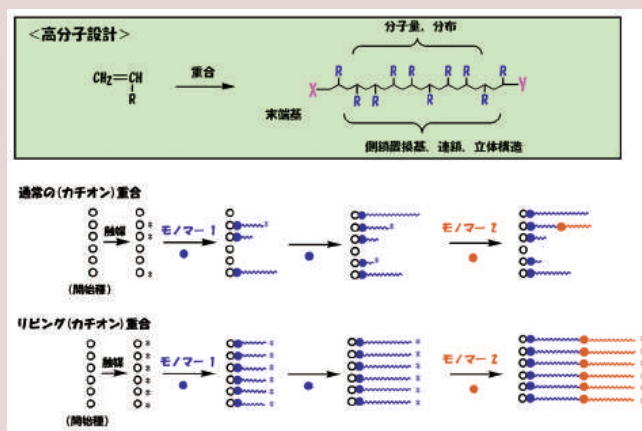 <高分子設計>
分子量、分布
CH₂=CH
R
重合
R R R R R R
X
Y
R R R R
末端基
側鎖置換基、連鎖、立体構造
通常の(カチオン)重合
触媒
モノマー 1
モノマー 2
(開始種)
リビング(カチオン)重合
触媒
モノマー 1
モノマー 2
(開始種)